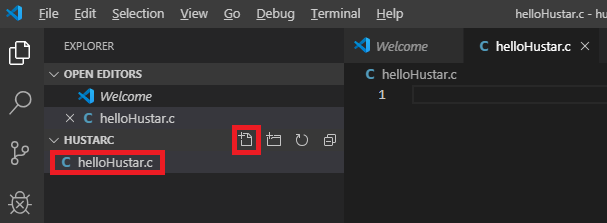 File Edit Selection View Go Debug Terminal Help
helloHustar.c - hu
EXPLORER
OPEN EDITORS
Welcome
helloHustar.c
HUSTARC
C helloHustar.c
Welcome
C helloHustar.c
C helloHustar.c
1